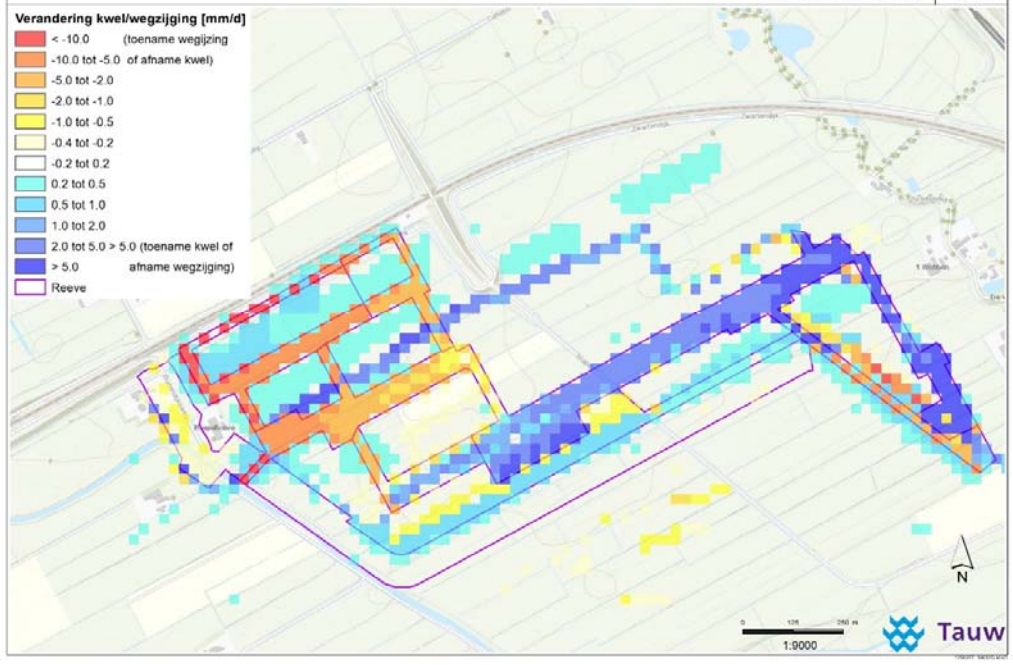 Verandering kwel/wegzijging [mm/d]
< -10.0 (toename wegijzing
-10.0 tot -5.0 of afname kwel)
-5.0 tot -2.0
-2.0 tot -1.0
-1.0 tot -0.5
-0.4 tot -0.2
-0.2 tot 0.2
0.2 tot 0.5
0.5 tot 1.0
1.0 tot 2.0
2.0 tot 5.0 > 5.0 (toename kwel of
> 5.0 afname wegzijging)
Reeve
Zwartendijk
Zwartendijk
N
0 125 250 m
1:9000
Tauw